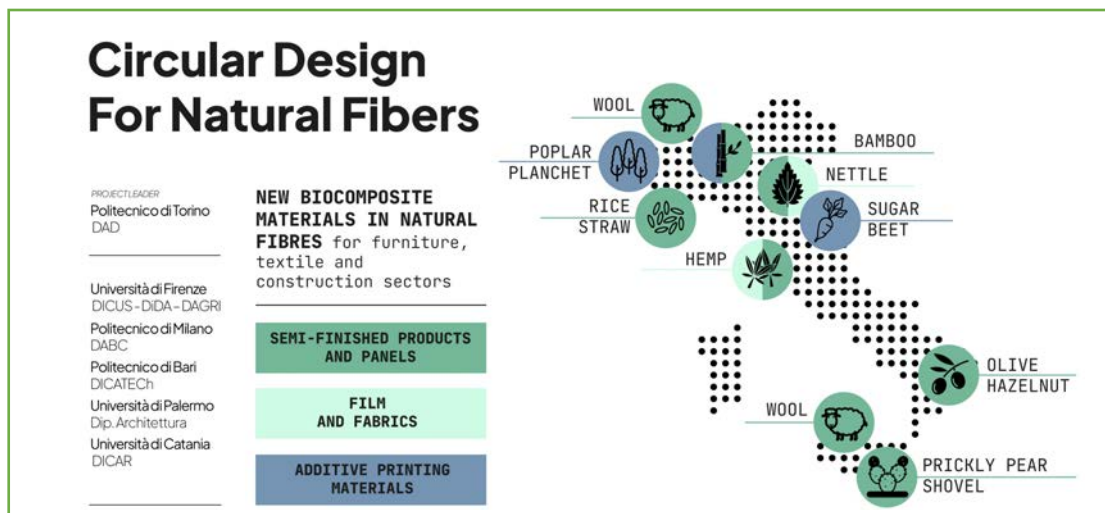 Circular Design
For Natural Fibers
PROJECT LEADER
Politecnico di Torino
DAD
Università di Firenze
DICUS - DiDA - DAGRI
Politecnico di Milano
DABC
Politecnico di Bari
DICATECh
Università di Palermo
Dip. Architettura
Università di Catania
DICAR
NEW BIOCOMPOSITE
MATERIALS IN NATURAL
FIBRES for furniture,
textile and
construction sectors
SEMI-FINISHED PRODUCTS
AND PANELS
FILM
AND FABRICS
ADDITIVE PRINTING
MATERIALS
WOOL
POPLAR
PLANCHET
RICE
STRAW
HEMP
BAMBOO
NETTLE
SUGAR
BEET
OLIVE
HAZELNUT
WOOL
PRICKLY PEAR
SHOVEL